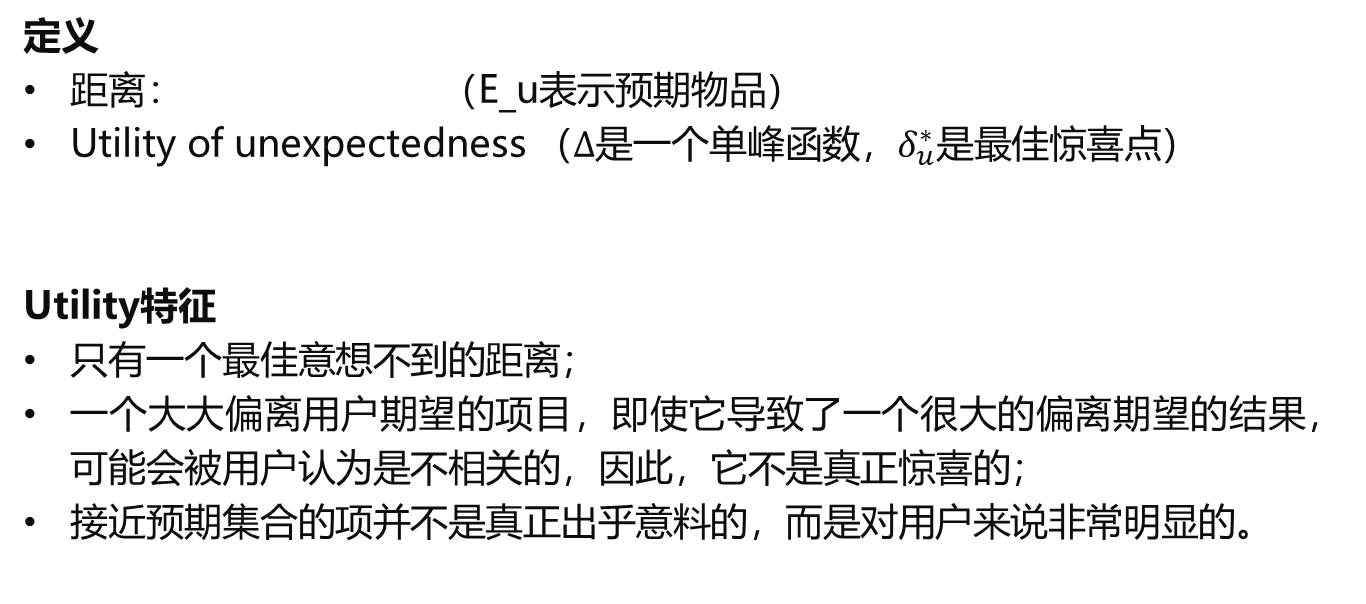 定义
• 距离： （E_u表示预期物品）
• Utility of unexpectedness （Δ是一个单峰函数，δ_u^*是最佳惊喜点）
Utility特征
• 只有一个最佳意想不到的距离；
• 一个大大偏离用户期望的项目，即使它导致了一个很大的偏离期望的结果，
可能会被用户认为是不相关的，因此，它不是真正惊喜的；
• 接近预期集合的项并不是真正出乎意料的，而是对用户来说非常明显的。